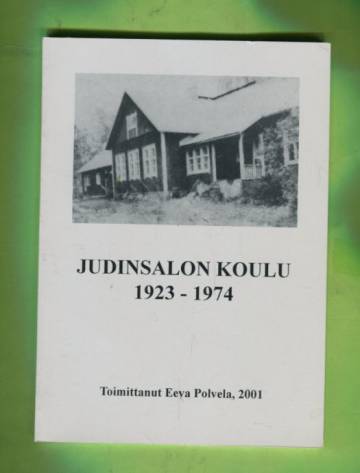 JUDINSALON KOULU
1923 - 1974
Toimittanut Eeva Polvela, 2001